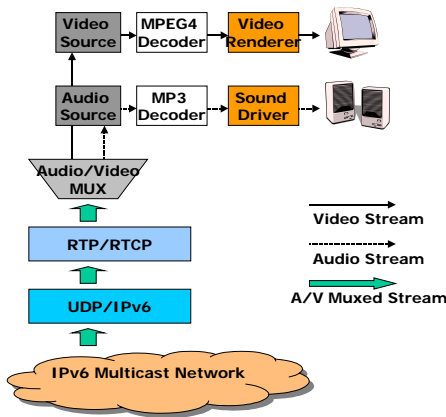 Video
Source
MPEG4
Decoder
Video
Renderer
Audio
Source
MP3
Decoder
Sound
Driver
Audio/Video
MUX
RTP/RTCP
UDP/IPv6
IPv6 Multicast Network
Video Stream
Audio Stream
A/V Muxed Stream